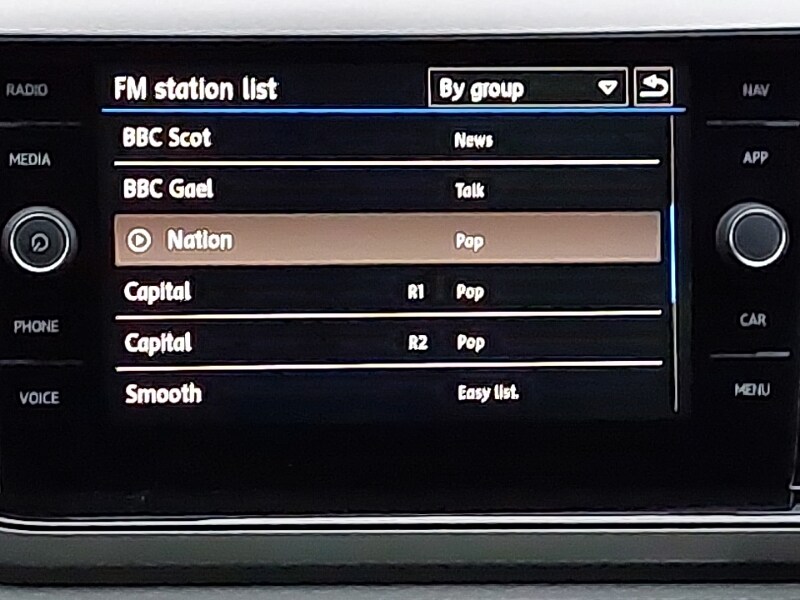 RADIO
MEDIA
PHONE
VOICE
FM station list By group
BBC Scot News
BBC Gael Talk
Nation Pop
Capital R1 Pop
Capital R2 Pop
Smooth Easy list.
NAV
APP
CAR
MENU